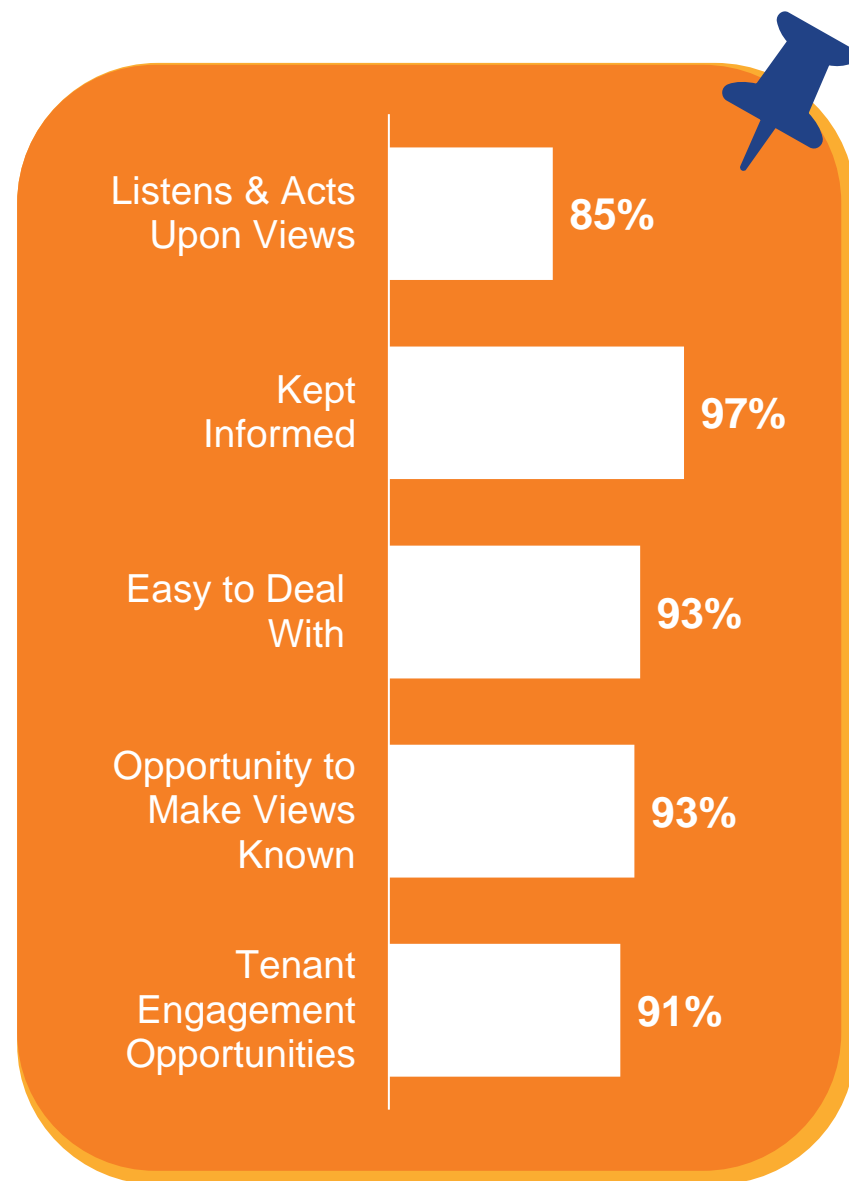 Listens & Acts
Upon Views
85%
Kept
Informed
97%
Easy to Deal
With
93%
Opportunity to
Make Views
Known
93%
Tenant
Engagement
Opportunities
91%